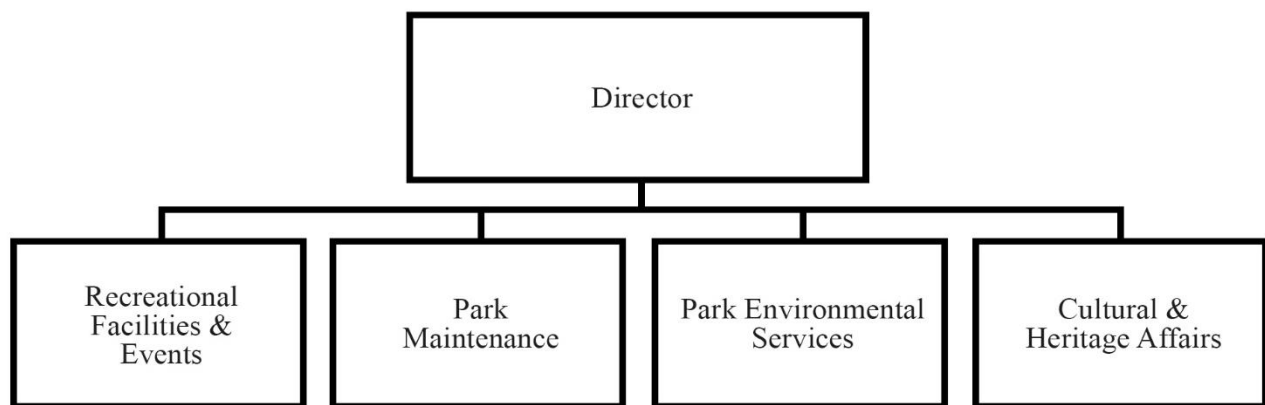 Director
Recreational
Facilities &
Events
Park
Maintenance
Park Environmental
Services
Cultural &
Heritage Affairs